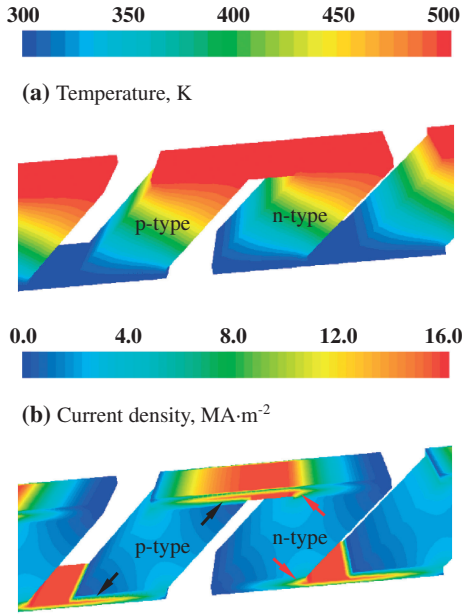 300 350 400 450 500
(a) Temperature, K
p-type
n-type
0.0 4.0 8.0 12.0 16.0
(b) Current density, MA·m⁻²
p-type
n-type